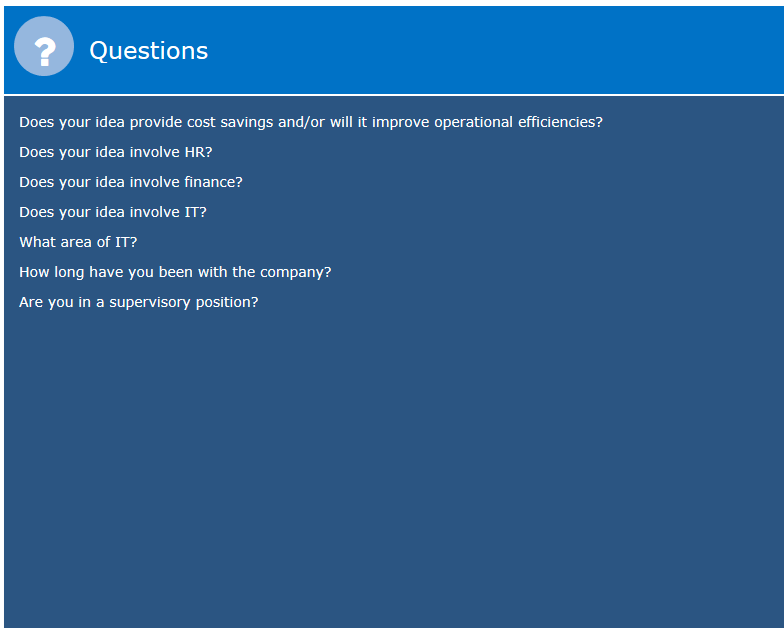 Questions
Does your idea provide cost savings and/or will it improve operational efficiencies?
Does your idea involve HR?
Does your idea involve finance?
Does your idea involve IT?
What area of IT?
How long have you been with the company?
Are you in a supervisory position?